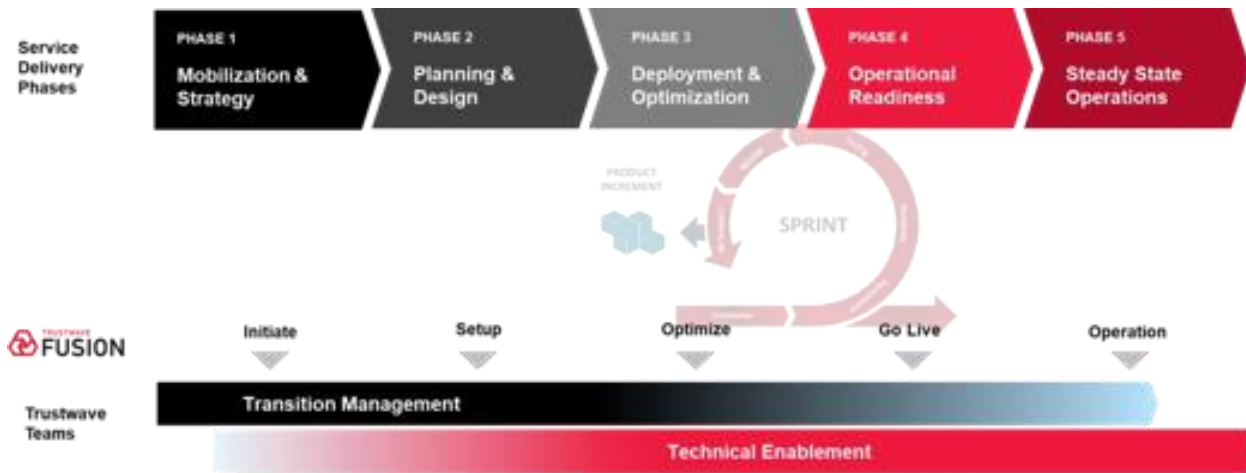 Service
Delivery
Phases
PHASE 1
Mobilization &
Strategy
PHASE 2
Planning &
Design
PHASE 3
Deployment &
Optimization
PHASE 4
Operational
Readiness
PHASE 5
Steady State
Operations
PRODUCT
INCREMENT
SPRINT
TRUSTWAVE
FUSION
Initiate
Setup
Optimize
Go Live
Operation
Trustwave
Teams
Transition Management
Technical Enablement